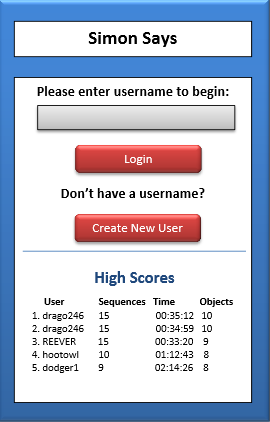 Simon Says
Please enter username to begin:
Login
Don't have a username?
Create New User
High Scores
User Sequences Time Objects
1. drago246 15 00:35:12 10
2. drago246 15 00:34:59 10
3. REEVER 15 00:33:20 9
4. hootowl 10 01:12:43 8
5. dodger1 9 02:14:26 8